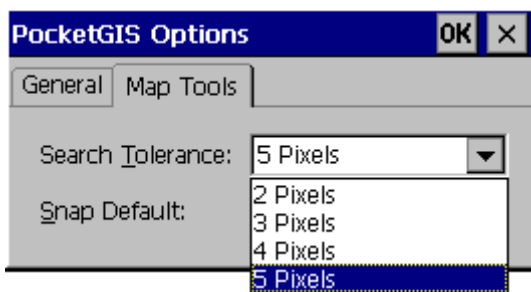 PocketGIS Options OK ×
General Map Tools
Search Tolerance: 5 Pixels
2 Pixels
Snap Default:
3 Pixels
4 Pixels
5 Pixels